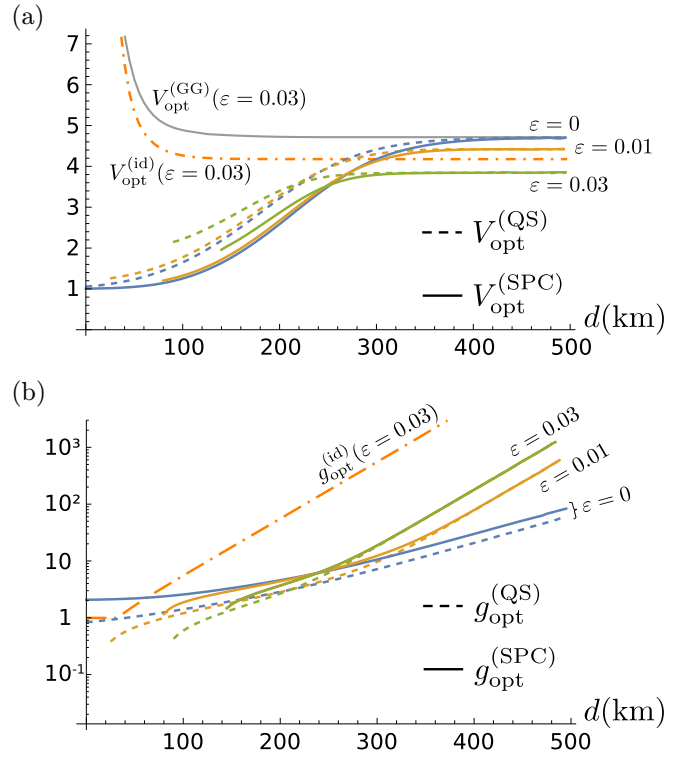 (a)
7
6
5
4
3
2
1
V_opt^(GG)(ε = 0.03)
V_opt^(id)(ε = 0.03)
ε = 0
ε = 0.01
ε = 0.03
V_opt^(QS)
V_opt^(SPC)
d(km)
100 200 300 400 500
(b)
10^3
10^2
10
1
10^-1
g_opt^(id)(ε = 0.03)
ε = 0.03
ε = 0.01
} ε = 0
g_opt^(QS)
g_opt^(SPC)
d(km)
100 200 300 400 500